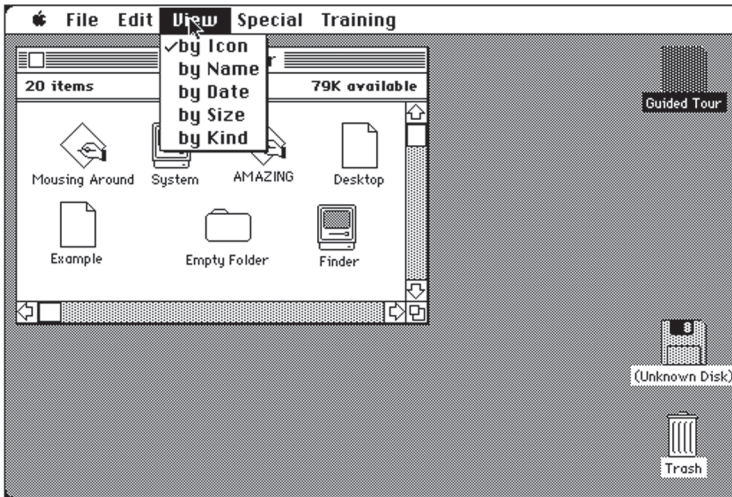 File Edit View Special Training
by Icon
by Name
by Date
by Size
by Kind
20 items 79K available
Mousing Around System AMAZING Desktop
Example Empty Folder Finder
Guided Tour
(Unknown Disk)
Trash